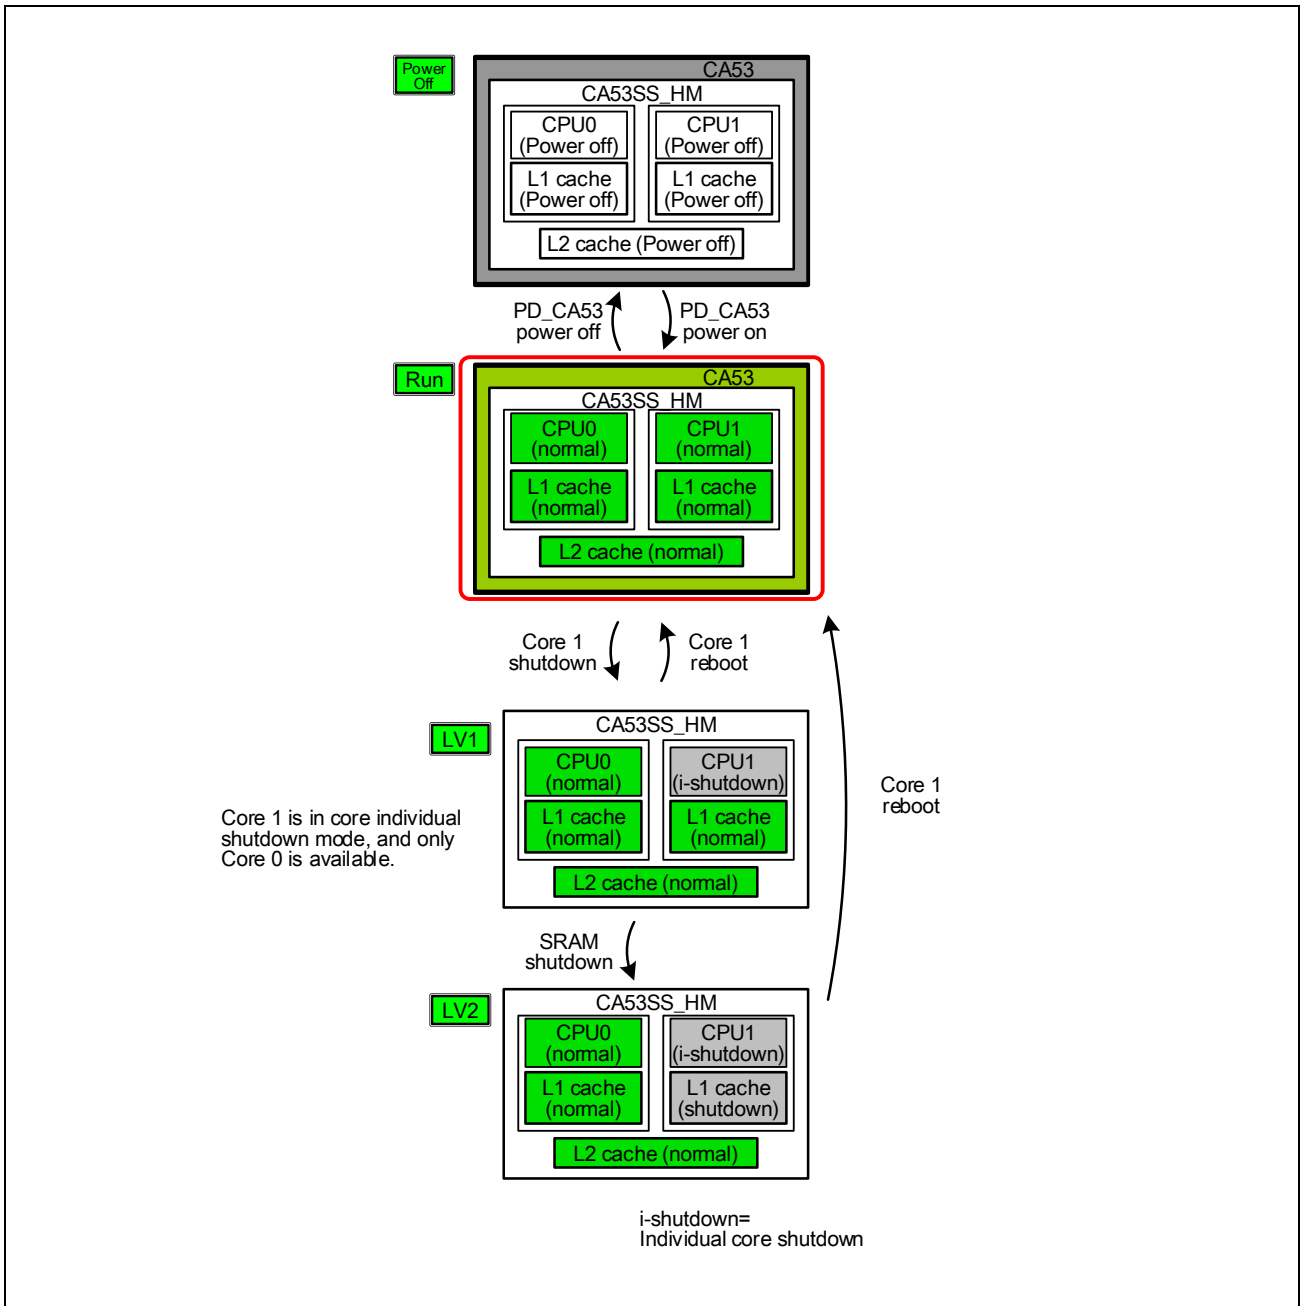 Power
Off
CA53
CA53SS_HM
CPU0
(Power off)
CPU1
(Power off)
L1 cache
(Power off)
L1 cache
(Power off)
L2 cache (Power off)
PD_CA53
power off
PD_CA53
power on
Run
CA53
CA53SS_HM
CPU0
(normal)
CPU1
(normal)
L1 cache
(normal)
L1 cache
(normal)
L2 cache (normal)
Core 1
shutdown
Core 1
reboot
LV1
CA53SS_HM
CPU0
(normal)
CPU1
(i-shutdown)
L1 cache
(normal)
L1 cache
(normal)
L2 cache (normal)
Core 1 is in core individual
shutdown mode, and only
Core 0 is available.
Core 1
reboot
SRAM
shutdown
LV2
CA53SS_HM
CPU0
(normal)
CPU1
(i-shutdown)
L1 cache
(normal)
L1 cache
(shutdown)
L2 cache (normal)
i-shutdown=
Individual core shutdown